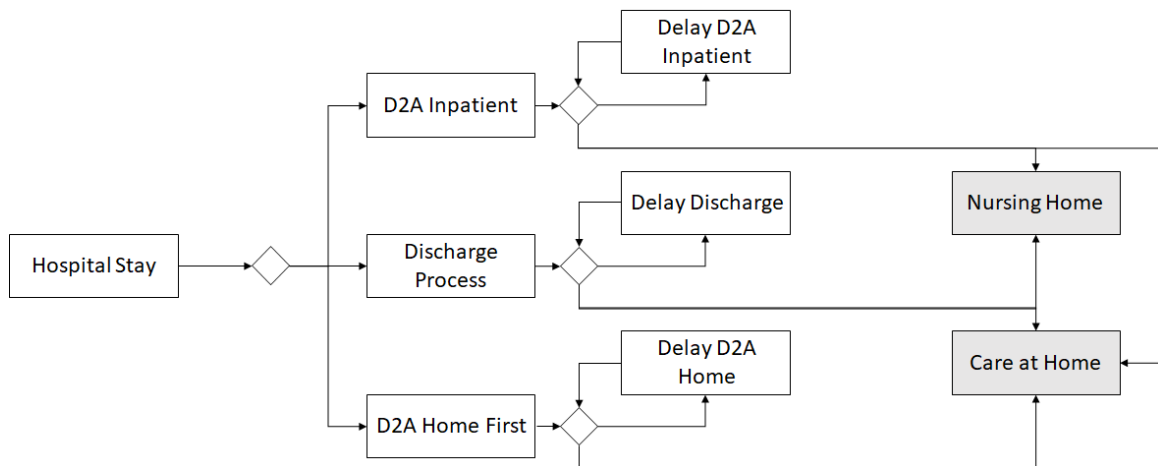 Delay D2A
Inpatient
D2A Inpatient
Delay Discharge
Nursing Home
Hospital Stay
Discharge
Process
Delay D2A
Home
Care at Home
D2A Home First